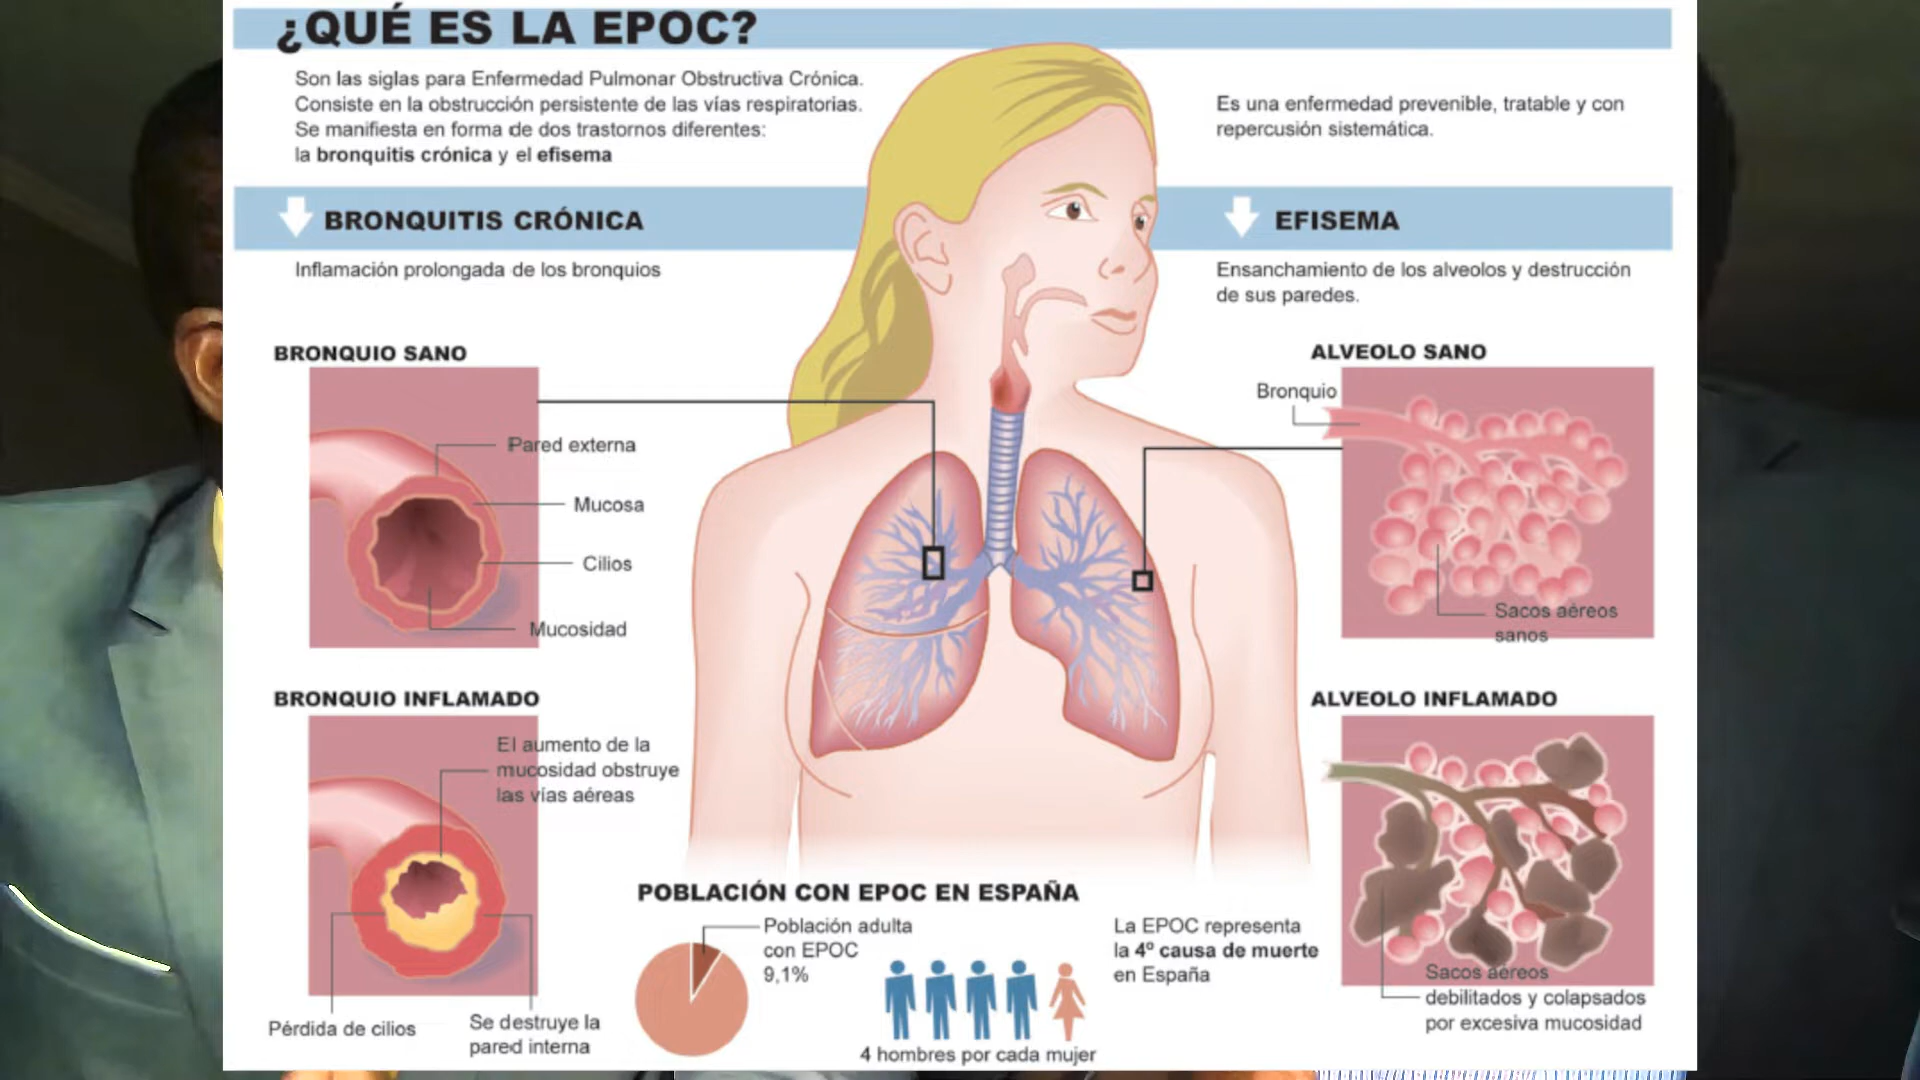 ¿QUÉ ES LA EPOC?
Son las siglas para Enfermedad Pulmonar Obstructiva Crónica.
Consiste en la obstrucción persistente de las vías respiratorias.
Se manifiesta en forma de dos trastornos diferentes:
la bronquitis crónica y el efisema
Es una enfermedad prevenible, tratable y con
repercusión sistemática.
BRONQUITIS CRÓNICA
Inflamación prolongada de los bronquios
EFISEMA
Ensanchamiento de los alveolos y destrucción
de sus paredes.
BRONQUIO SANO
Pared externa
Mucosa
Cilios
Mucosidad
ALVEOLO SANO
Bronquio
Sacos aéreos
sanos
BRONQUIO INFLAMADO
El aumento de la
mucosidad obstruye
las vías aéreas
Pérdida de cilios
Se destruye la
pared interna
ALVEOLO INFLAMADO
Sacos aéreos
debilitados y colapsados
por excesiva mucosidad
POBLACIÓN CON EPOC EN ESPAÑA
Población adulta
con EPOC
9,1%
4 hombres por cada mujer
La EPOC representa
la 4º causa de muerte
en España